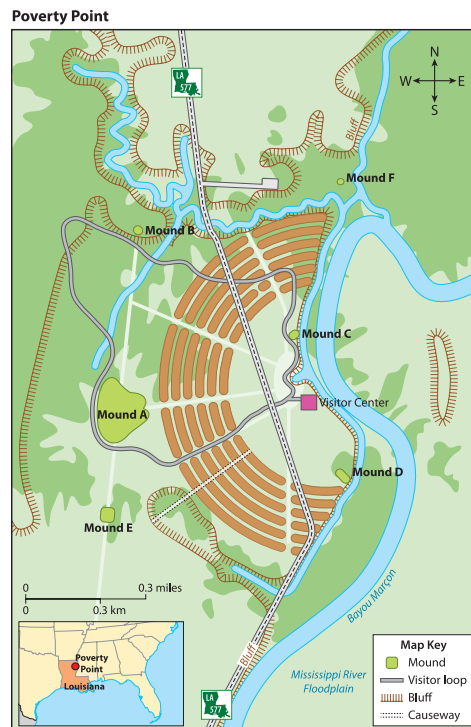 Poverty Point
LA
577
N
W E
S
Bluff
Mound F
Mound B
Mound C
Visitor Center
Mound A
Mound D
Mound E
0 0.3 miles
0 0.3 km
Bayou Marçon
Bluff
Mississippi River
Floodplain
LA
577
Poverty
Point
Louisiana
Map Key
Mound
Visitor loop
Bluff
Causeway